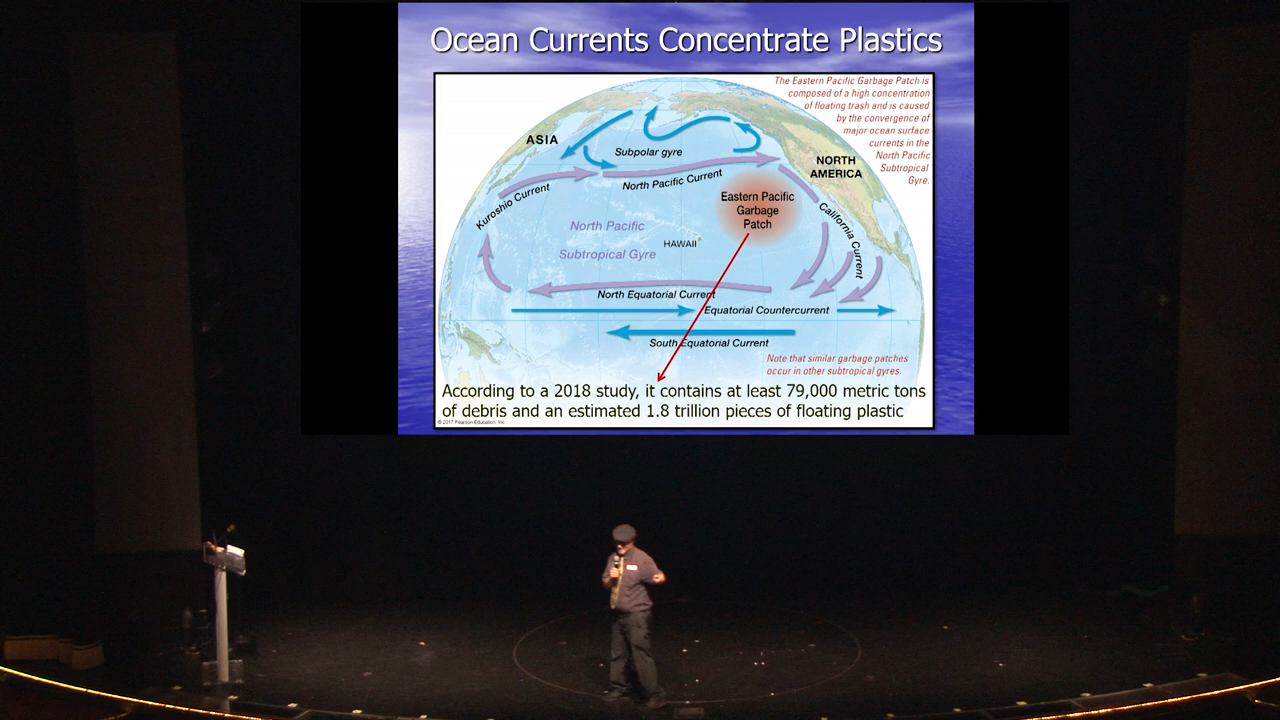 Ocean Currents Concentrate Plastics
The Eastern Pacific Garbage Patch is
composed of a high concentration
of floating trash and is caused
by the convergence of
major ocean surface
currents in the
North Pacific
Subtropical
Gyre.
ASIA
Subpolar gyre
NORTH
AMERICA
North Pacific Current
Kuroshio Current
Eastern Pacific
Garbage
Patch
California Current
North Pacific
Subtropical Gyre
HAWAII
North Equatorial Current
Equatorial Countercurrent
South Equatorial Current
Note that similar garbage patches
occur in other subtropical gyres.
According to a 2018 study, it contains at least 79,000 metric tons
of debris and an estimated 1.8 trillion pieces of floating plastic
© 2017 Pearson Education, Inc.